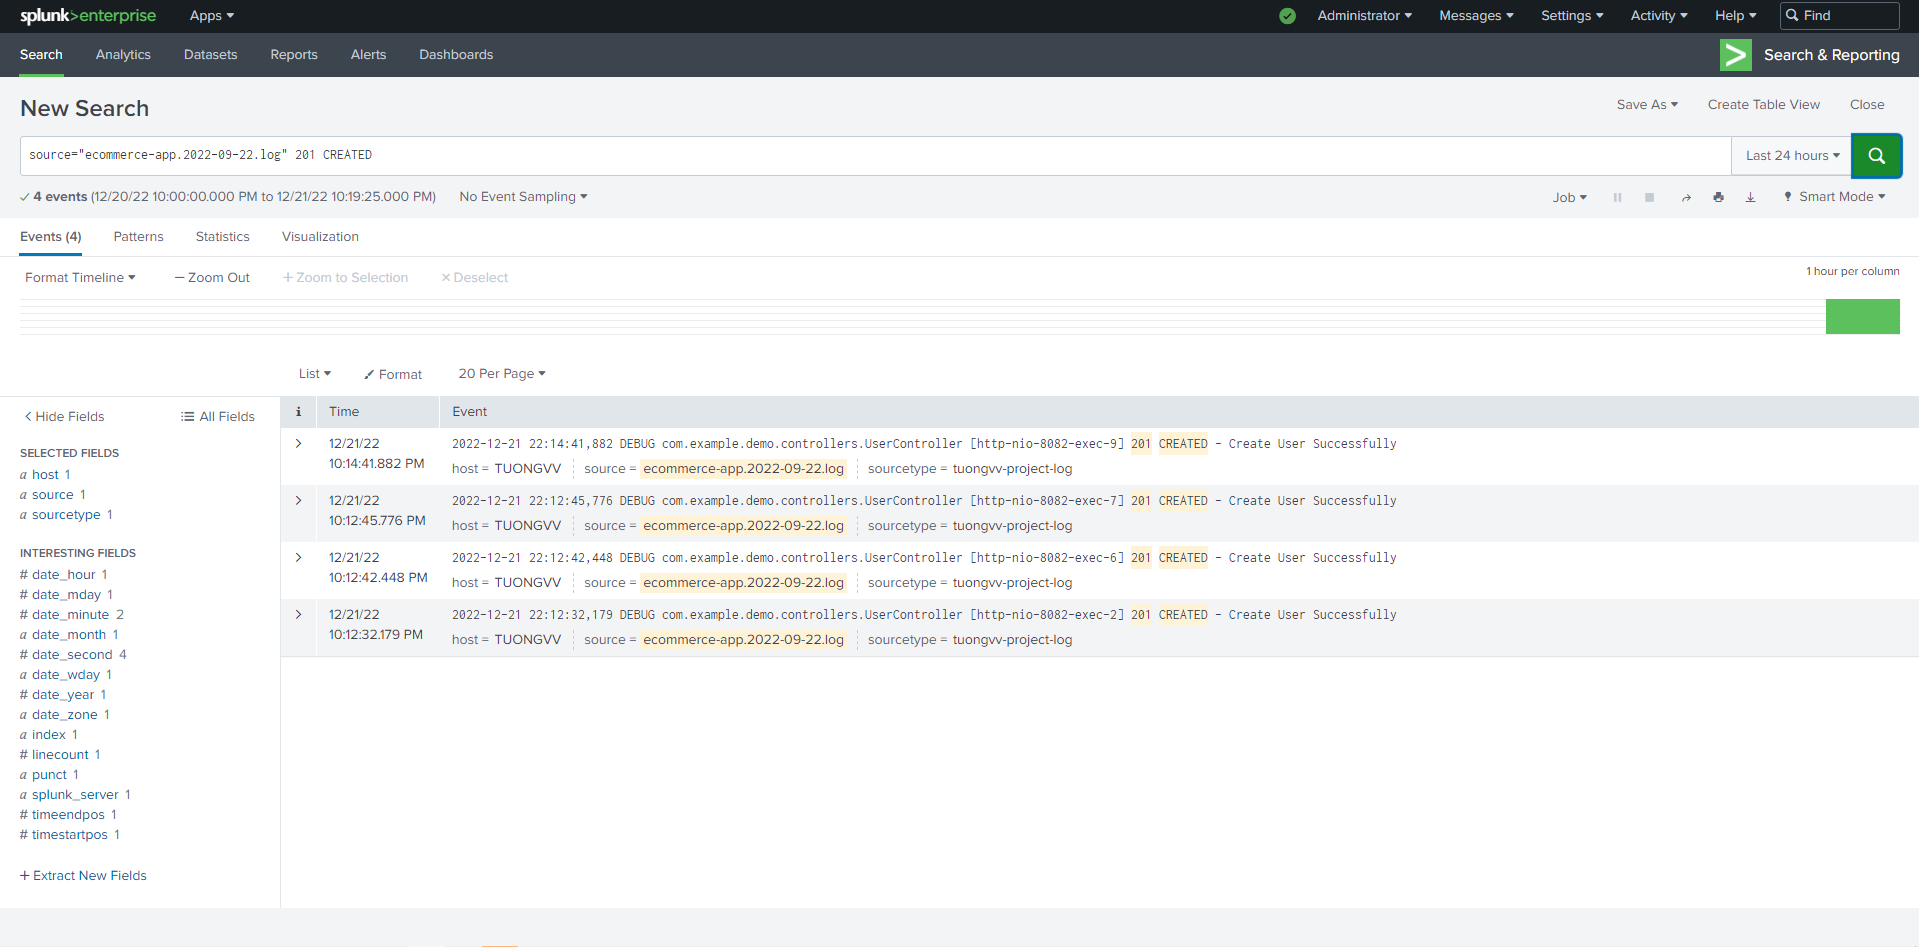 splunk>enterprise Apps Administrator Messages Settings Activity Help Find
Search Analytics Datasets Reports Alerts Dashboards Search & Reporting
New Search Save As Create Table View Close
source="ecommerce-app.2022-09-22.log" 201 CREATED Last 24 hours
4 events (12/20/22 10:00:00.000 PM to 12/21/22 10:19:25.000 PM) No Event Sampling Job Smart Mode
Events (4) Patterns Statistics Visualization
Format Timeline — Zoom Out + Zoom to Selection × Deselect 1 hour per column
List Format 20 Per Page
< Hide Fields All Fields
SELECTED FIELDS
a host 1
a source 1
a sourcetype 1
INTERESTING FIELDS
# date_hour 1
# date_mday 1
# date_minute 2
a date_month 1
# date_second 4
a date_wday 1
# date_year 1
a date_zone 1
a index 1
# linecount 1
a punct 1
a splunk_server 1
# timeendpos 1
# timestartpos 1
+ Extract New Fields
i Time Event
> 12/21/22 2022-12-21 22:14:41,882 DEBUG com.example.demo.controllers.UserController [http-nio-8082-exec-9] 201 CREATED - Create User Successfully
10:14:41.882 PM host = TUONGVV source = ecommerce-app.2022-09-22.log sourcetype = tuongvv-project-log
> 12/21/22 2022-12-21 22:12:45,776 DEBUG com.example.demo.controllers.UserController [http-nio-8082-exec-7] 201 CREATED - Create User Successfully
10:12:45.776 PM host = TUONGVV source = ecommerce-app.2022-09-22.log sourcetype = tuongvv-project-log
> 12/21/22 2022-12-21 22:12:42,448 DEBUG com.example.demo.controllers.UserController [http-nio-8082-exec-6] 201 CREATED - Create User Successfully
10:12:42.448 PM host = TUONGVV source = ecommerce-app.2022-09-22.log sourcetype = tuongvv-project-log
> 12/21/22 2022-12-21 22:12:32,179 DEBUG com.example.demo.controllers.UserController [http-nio-8082-exec-2] 201 CREATED - Create User Successfully
10:12:32.179 PM host = TUONGVV source = ecommerce-app.2022-09-22.log sourcetype = tuongvv-project-log